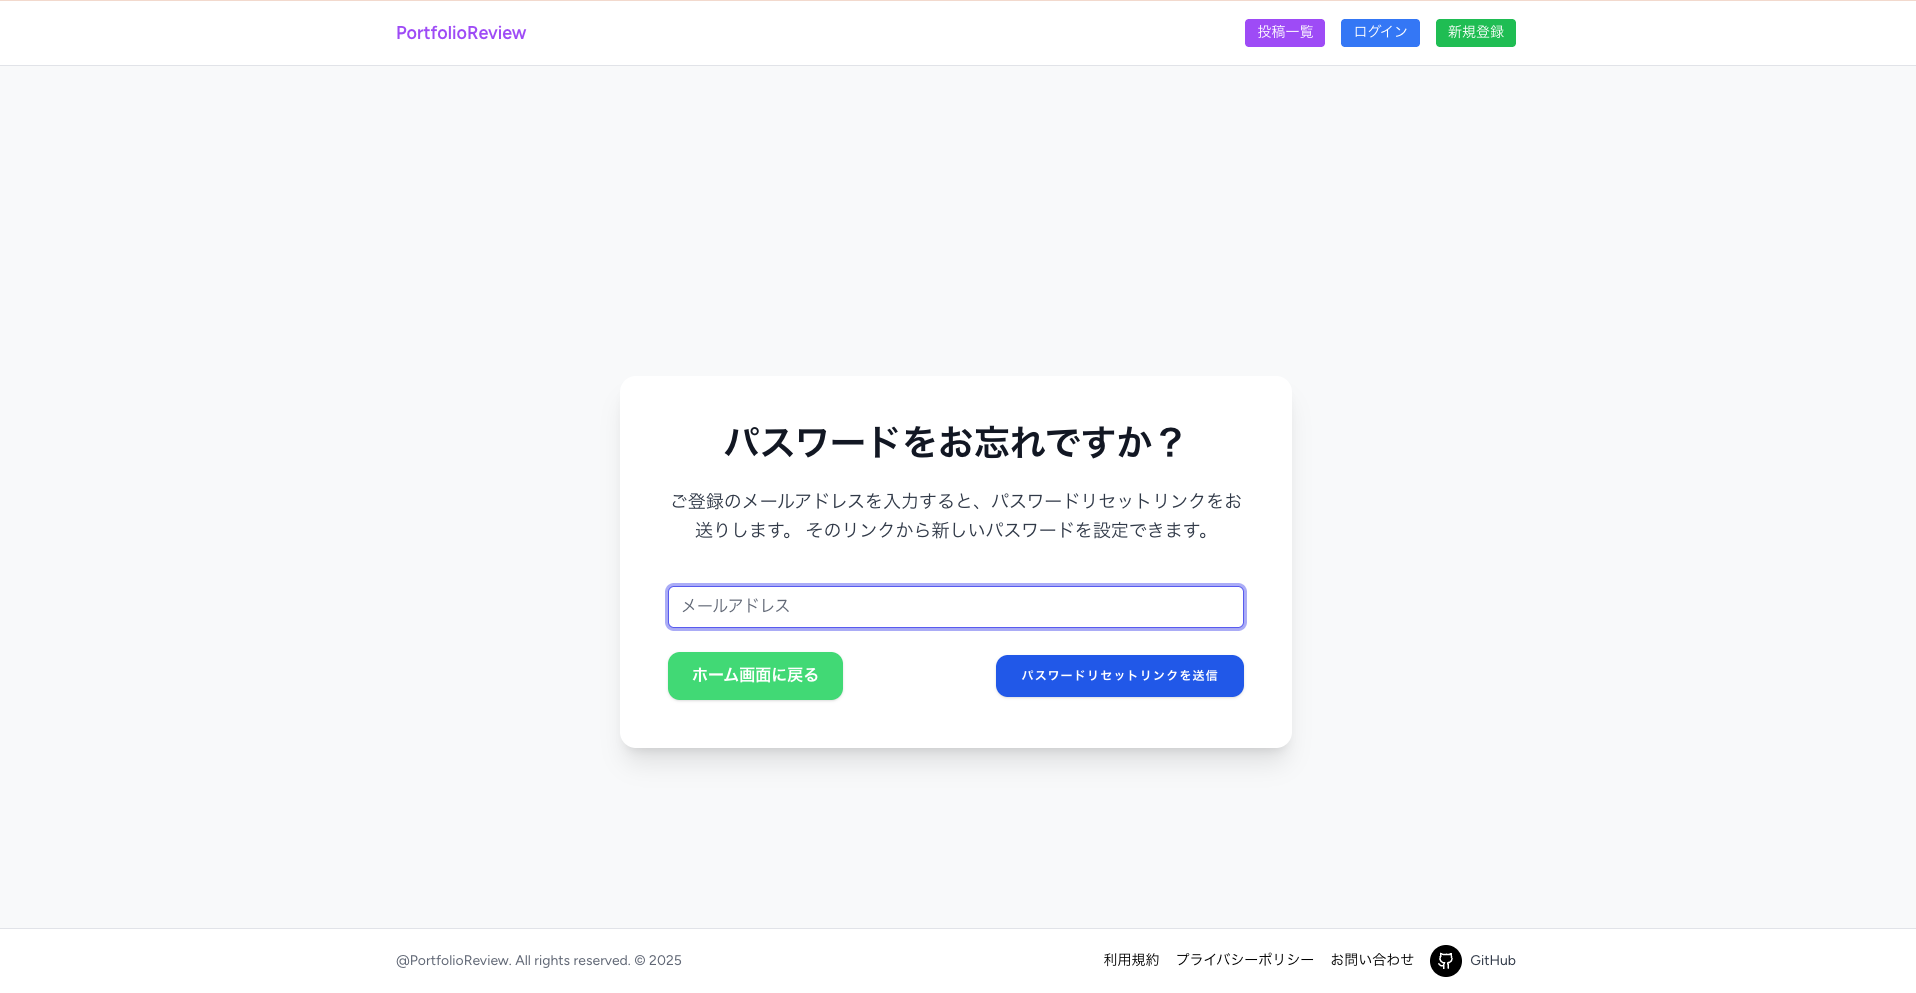 PortfolioReview
投稿一覧
ログイン
新規登録
パスワードをお忘れですか？
ご登録のメールアドレスを入力すると、パスワードリセットリンクをお
送りします。 そのリンクから新しいパスワードを設定できます。
メールアドレス
ホーム画面に戻る
パスワードリセットリンクを送信
@PortfolioReview. All rights reserved. © 2025
利用規約
プライバシーポリシー
お問い合わせ
GitHub